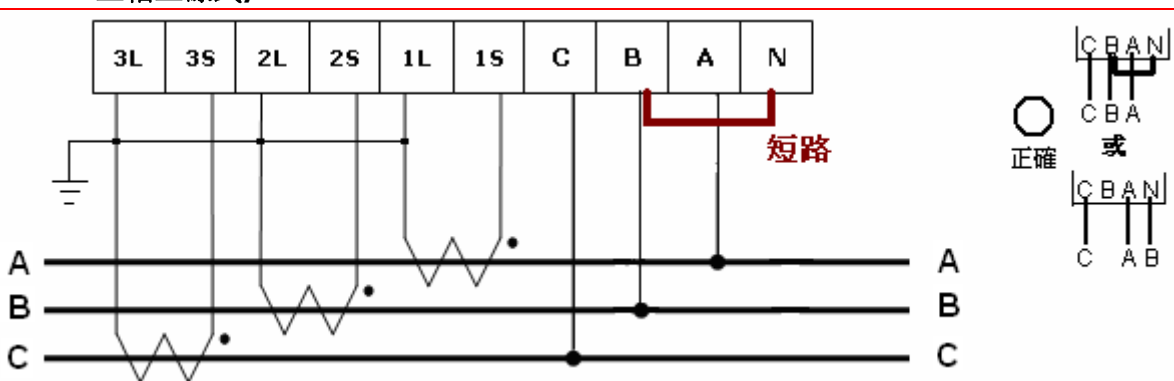 3L 3S 2L 2S 1L 1S C B A N
短路
A A
B B
C C
C B A N
C B A
正確
或
C B A N
C A B